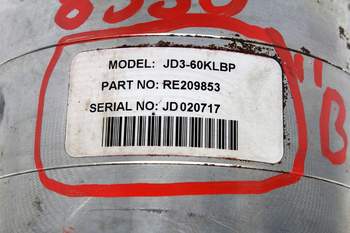 MODEL: JD3-60KLBP
PART NO: RE209853
SERIAL NO: JD020717
B